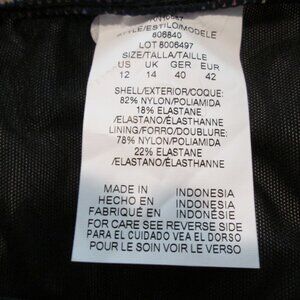 STYLE/ESTILO/MODÈLE
606840
LOT 8006497
SIZE/TALLA/TAILLE
US UK GER EUR
12 14 40 42
SHELL/EXTERIOR/COQUE:
82% NYLON/POLIAMIDA
18% ELASTANE
/ELASTANO/ÉLASTHANNE
LINING/FORRO/DOUBLURE:
78% NYLON/POLIAMIDA
22% ELASTANE
/ELASTANO/ÉLASTHANNE
MADE IN INDONESIA
HECHO EN INDONESIA
FABRIQUÉ EN INDONÉSIE
FOR CARE SEE REVERSE SIDE
PARA EL CUIDADO VEA EL DORSO
POUR LE SOIN VOIR LE VERSO